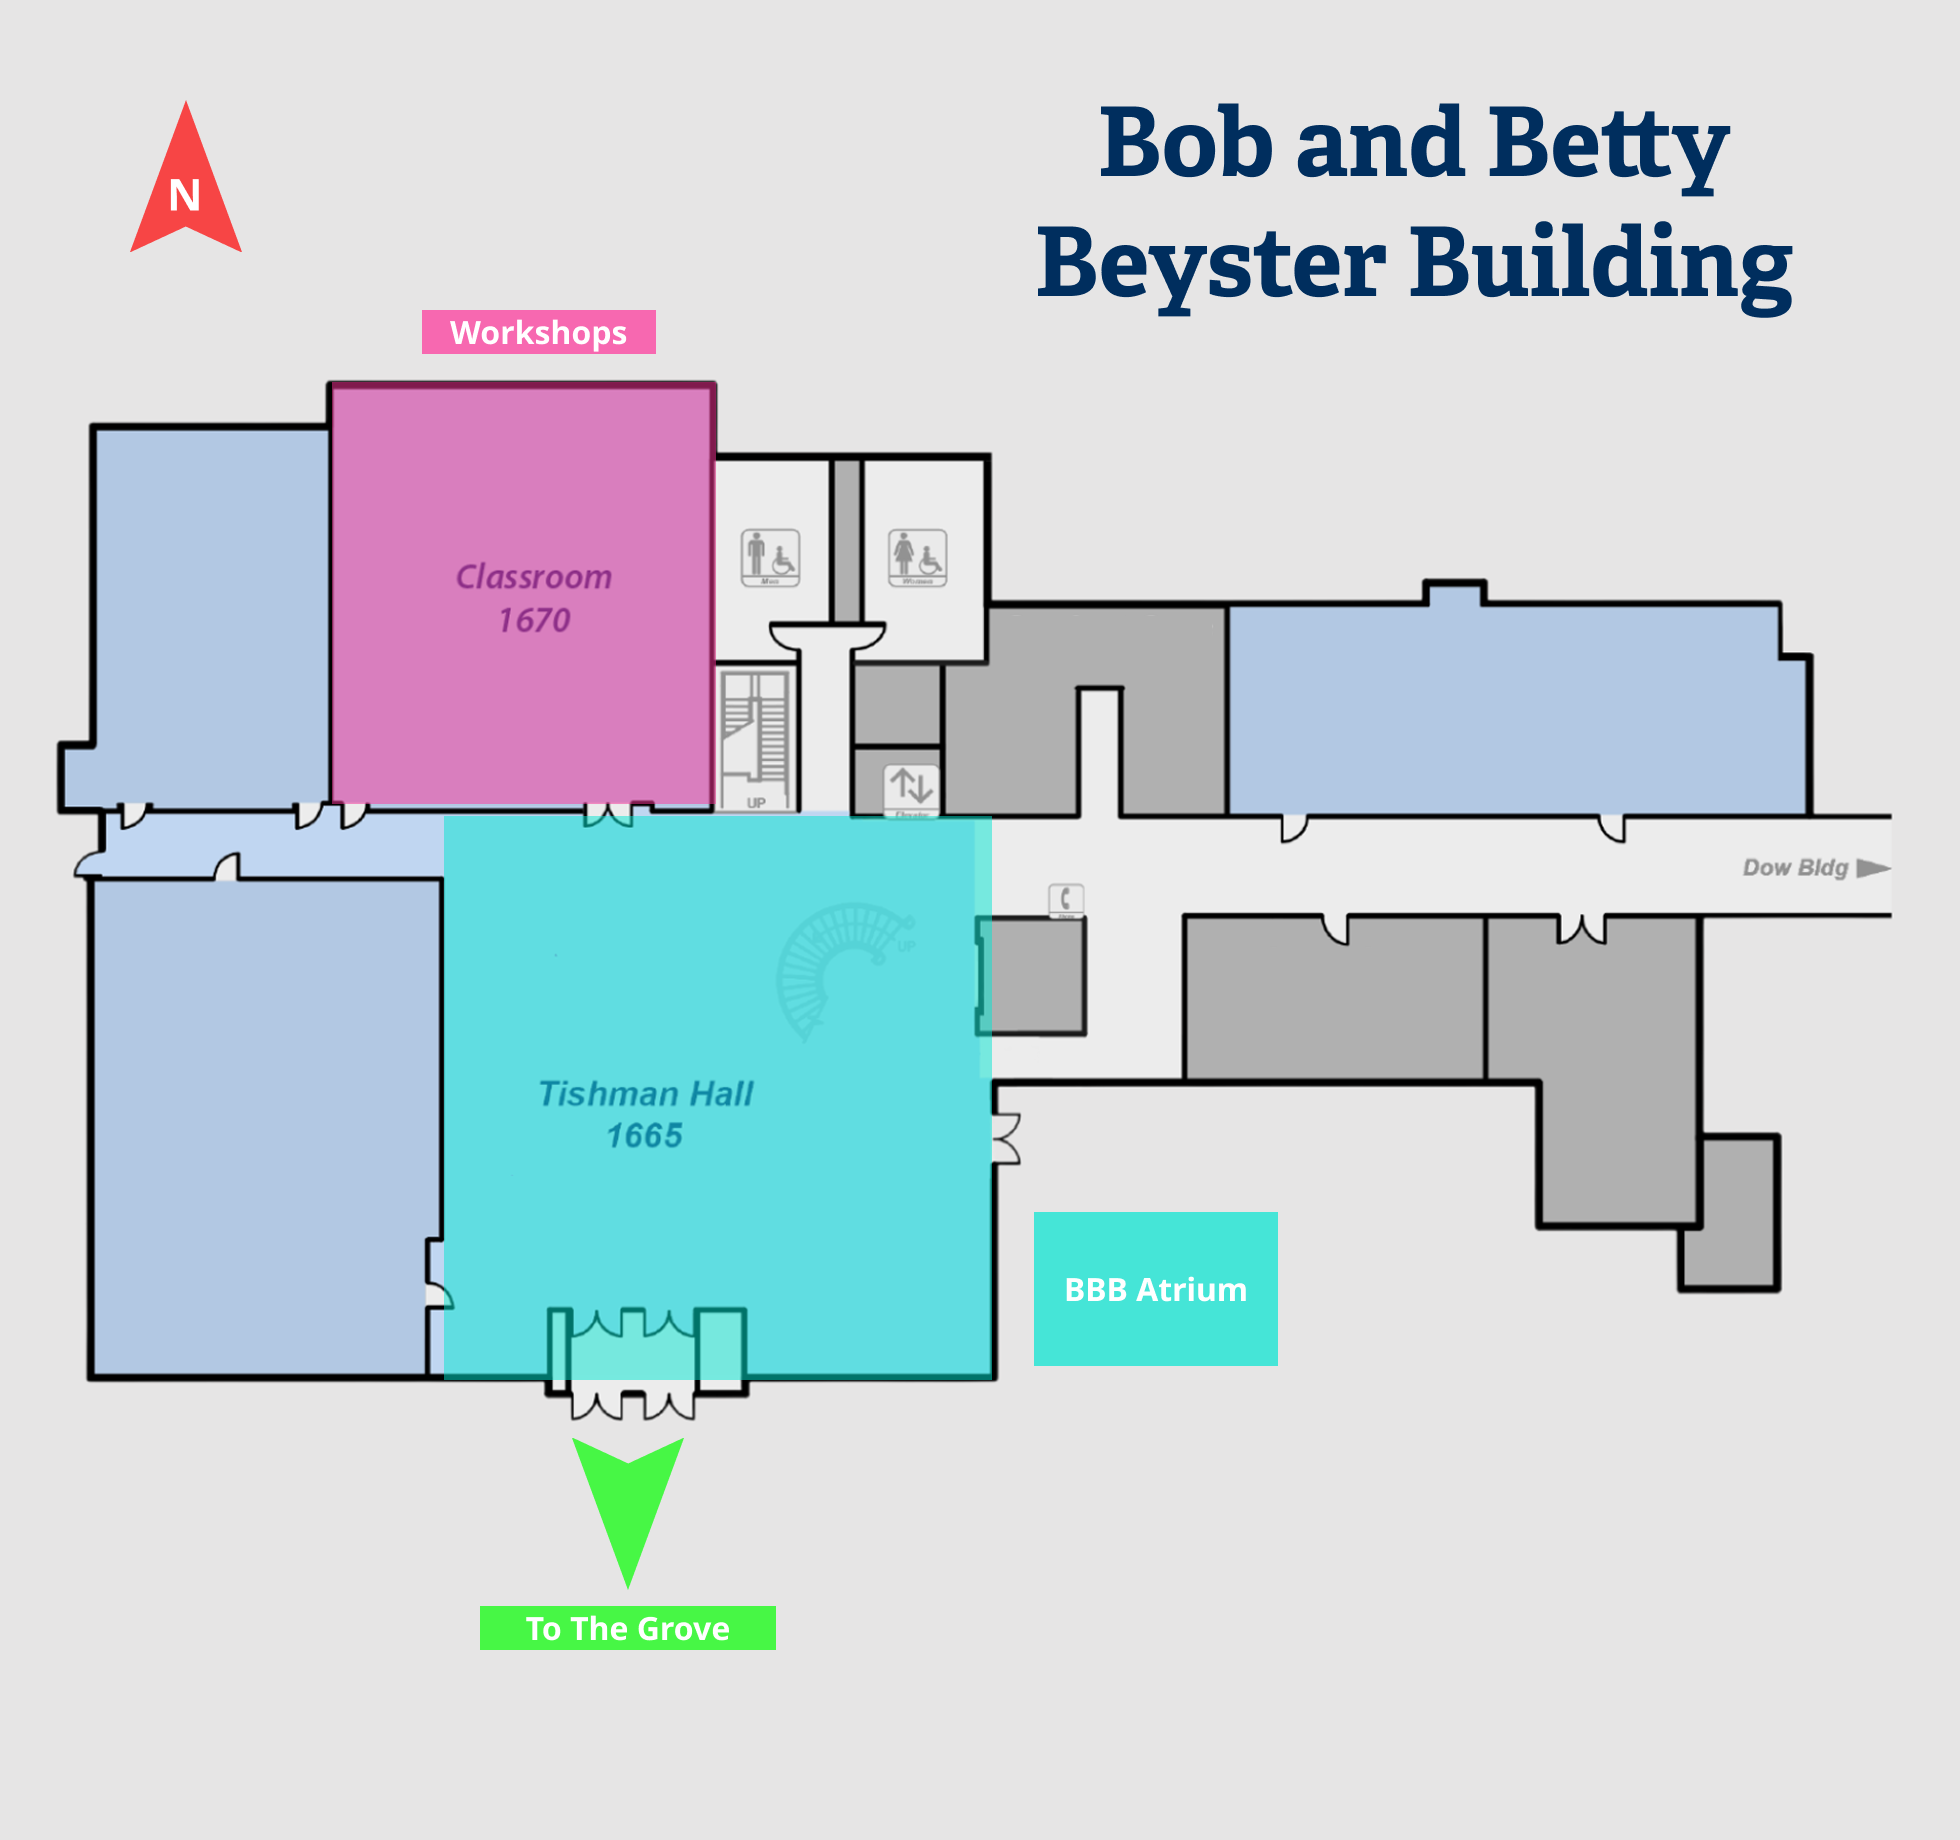 Bob and Betty
Beyster Building
N
Workshops
Classroom
1670
Men
Women
UP
Elevator
Dow Bldg
UP
Tishman Hall
1665
BBB Atrium
To The Grove